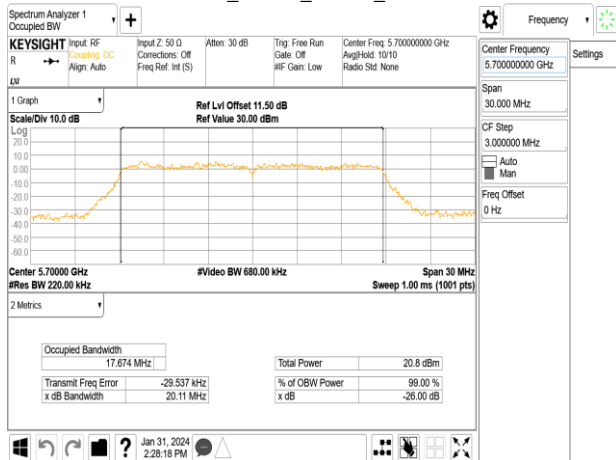 Spectrum Analyzer 1
Occupied BW
Frequency
KEYSIGHT
R
LXI
Input: RF
Coupling: DC
Align: Auto
Input Z: 50 Ω
Corrections: Off
Freq Ref: Int (S)
Atten: 30 dB
Trig: Free Run
Gate: Off
#IF Gain: Low
Center Freq: 5.700000000 GHz
Avg|Hold: 10/10
Radio Std: None
Center Frequency
5.700000000 GHz
Settings
Span
30.000 MHz
CF Step
3.000000 MHz
Auto
Man
Freq Offset
0 Hz
1 Graph
Scale/Div 10.0 dB
Ref Lvl Offset 11.50 dB
Ref Value 30.00 dBm
Log
20.0
10.0
0.00
-10.0
-20.0
-30.0
-40.0
-50.0
-60.0
Center 5.70000 GHz
#Video BW 680.00 kHz
Span 30 MHz
#Res BW 220.00 kHz
Sweep 1.00 ms (1001 pts)
2 Metrics
Occupied Bandwidth
17.674 MHz
Total Power 20.8 dBm
Transmit Freq Error -29.537 kHz
% of OBW Power 99.00 %
x dB Bandwidth 20.11 MHz
x dB -26.00 dB
?
Jan 31, 2024
2:28:18 PM